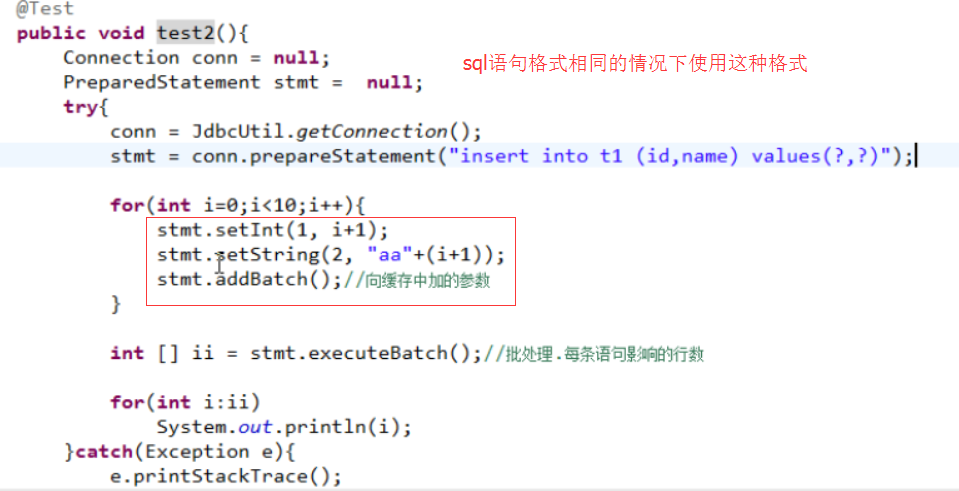 @Test
public void test2(){
Connection conn = null;
sql语句格式相同的情况下使用这种格式
PreparedStatement stmt =  null;
try{
conn = JdbcUtil.getConnection();
stmt = conn.prepareStatement("insert into t1 (id,name) values(?,?)");
for(int i=0;i<10;i++){
stmt.setInt(1, i+1);
stmt.setString(2, "aa"+(i+1));
stmt.addBatch();//向缓存中加的参数
}
int [] ii = stmt.executeBatch();//批处理.每条语句影响的行数
for(int i:ii)
System.out.println(i);
}catch(Exception e){
e.printStackTrace();